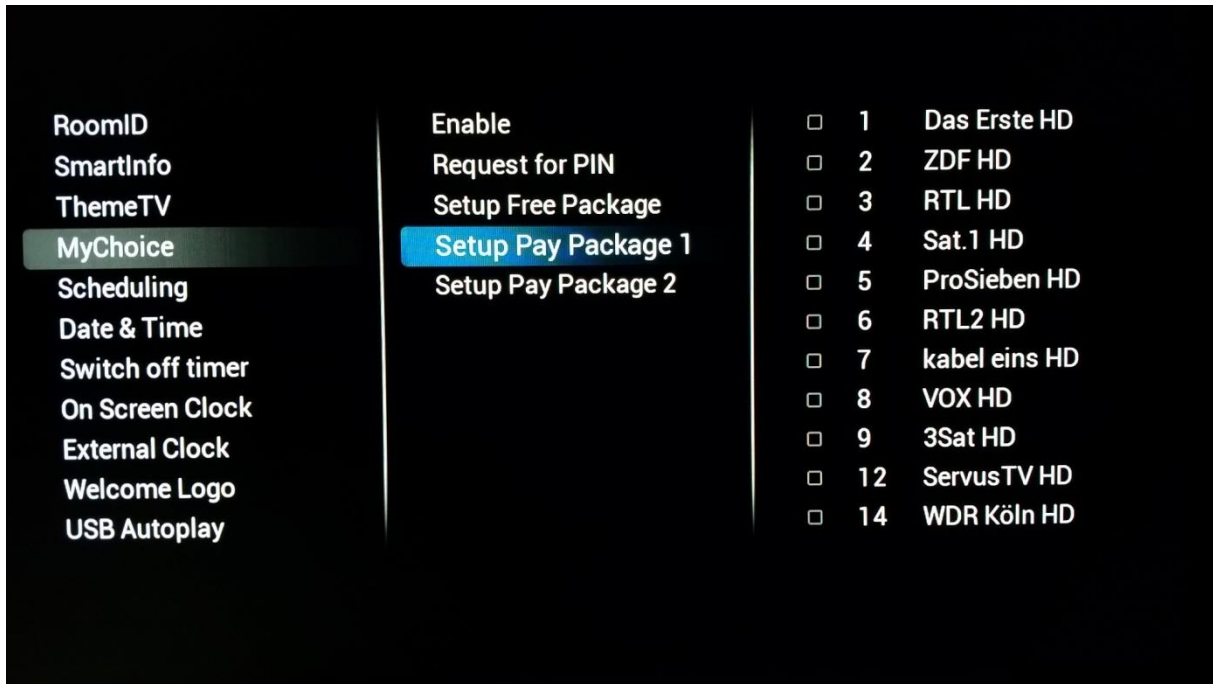 RoomID
SmartInfo
ThemeTV
MyChoice
Scheduling
Date & Time
Switch off timer
On Screen Clock
External Clock
Welcome Logo
USB Autoplay
Enable
Request for PIN
Setup Free Package
Setup Pay Package 1
Setup Pay Package 2
1 Das Erste HD
2 ZDF HD
3 RTL HD
4 Sat.1 HD
5 ProSieben HD
6 RTL2 HD
7 kabel eins HD
8 VOX HD
9 3Sat HD
12 ServusTV HD
14 WDR Köln HD